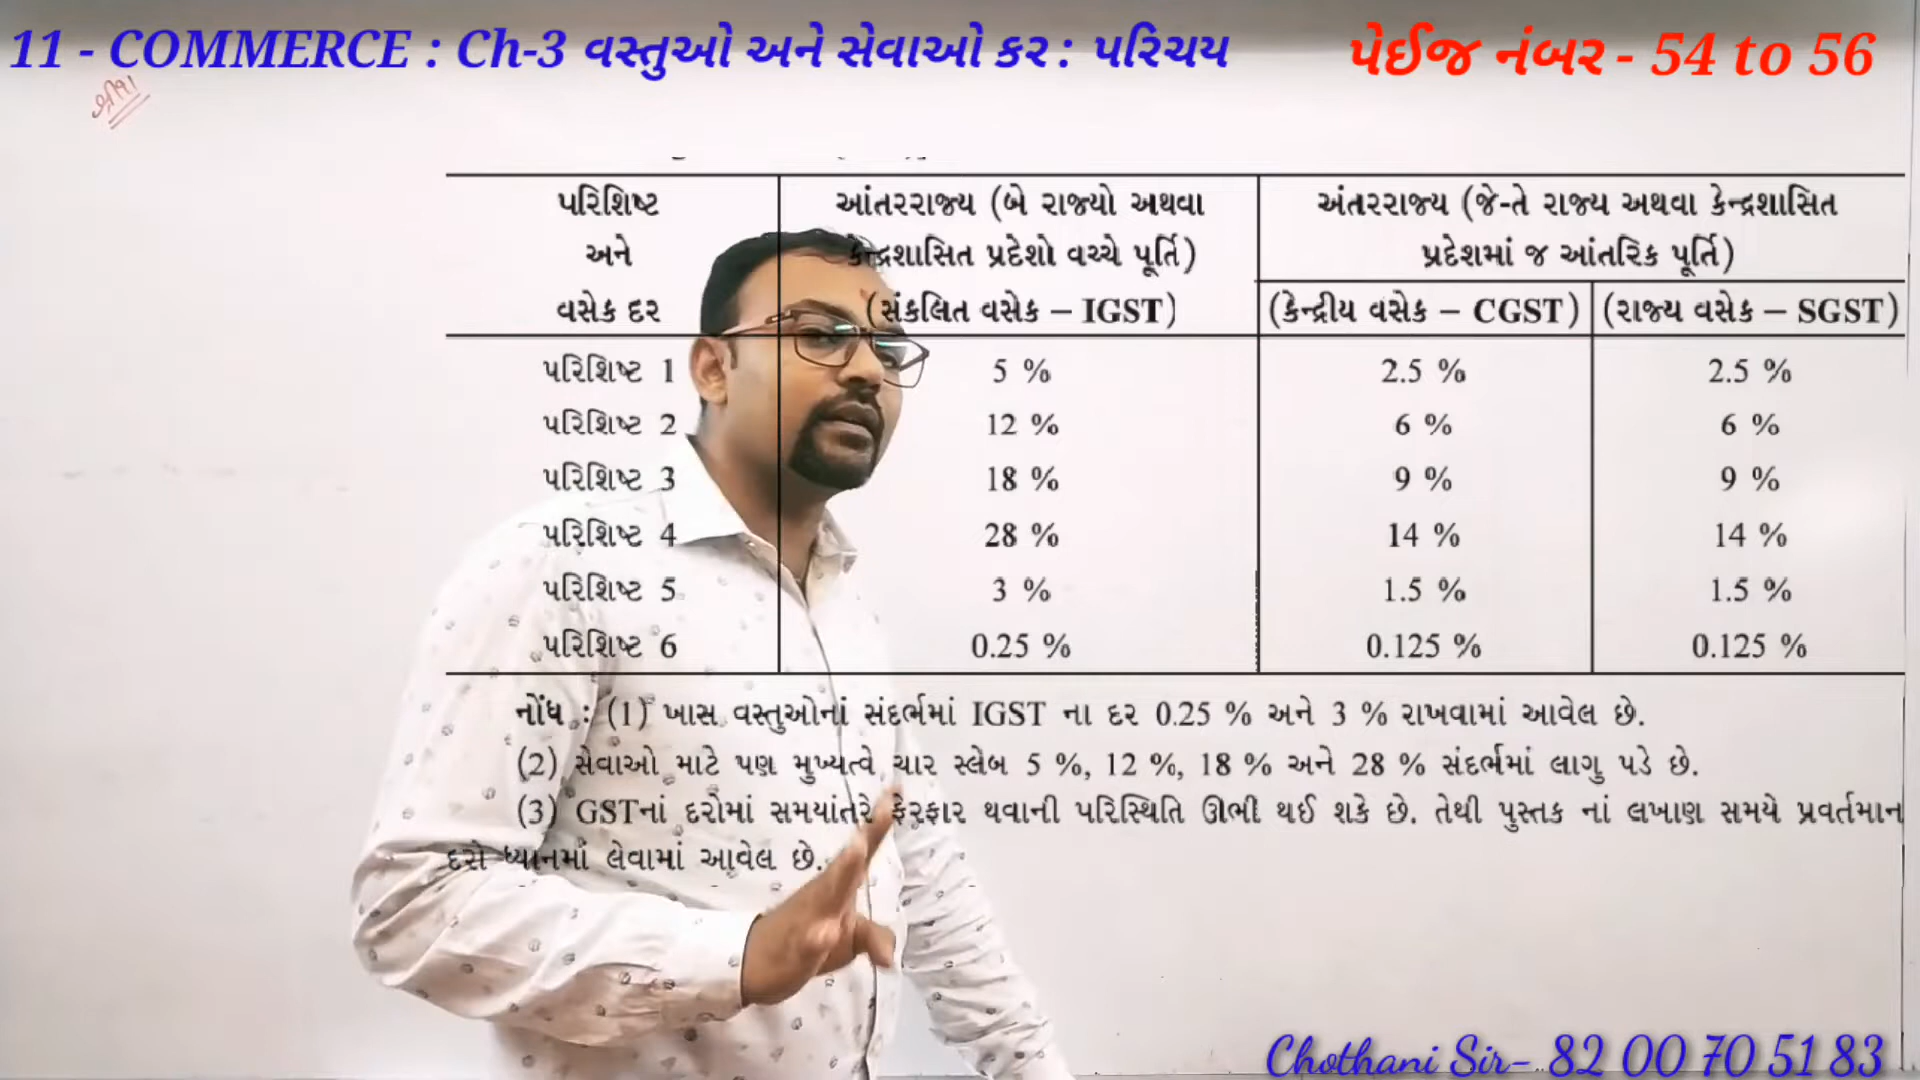 11 - COMMERCE : Ch-3 વસ્તુઓ અને સેવાઓ કર : પરિચય
પેઈજ નંબર - 54 to 56
પરિશિષ્ટ અને વસેક દર
આંતરરાજ્ય (બે રાજ્યો અથવા કેન્દ્રશાસિત પ્રદેશો વચ્ચે પૂર્તિ)
(સંકલિત વસેક – IGST)
અંતરરાજ્ય (જે-તે રાજ્ય અથવા કેન્દ્રશાસિત પ્રદેશમાં જ આંતરિક પૂર્તિ)
(કેન્દ્રીય વસેક – CGST) (રાજ્ય વસેક – SGST)
પરિશિષ્ટ 1 5 % 2.5 % 2.5 %
પરિશિષ્ટ 2 12 % 6 % 6 %
પરિશિષ્ટ 3 18 % 9 % 9 %
પરિશિષ્ટ 4 28 % 14 % 14 %
પરિશિષ્ટ 5 3 % 1.5 % 1.5 %
પરિશિષ્ટ 6 0.25 % 0.125 % 0.125 %
નોંધ : (1) ખાસ વસ્તુઓનાં સંદર્ભમાં IGST ના દર 0.25 % અને 3 % રાખવામાં આવેલ છે.
(2) સેવાઓ માટે પણ મુખ્યત્વે ચાર સ્લેબ 5 %, 12 %, 18 % અને 28 % સંદર્ભમાં લાગુ પડે છે.
(3) GSTનાં દરોમાં સમયાંતરે ફેરફાર થવાની પરિસ્થિતિ ઊભી થઈ શકે છે. તેથી પુસ્તક નાં લખાણ સમયે પ્રવર્તમાન
દરો ધ્યાનમાં લેવામાં આવેલ છે.
Chothani Sir- 82 00 70 51 83